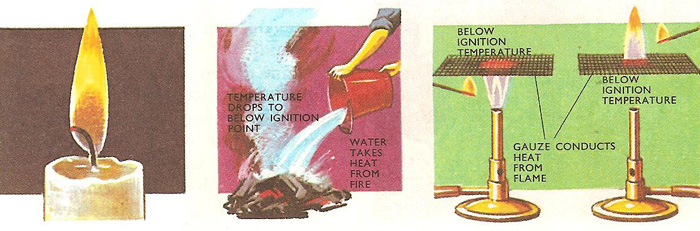 TEMPERATURE
DROPS TO
BELOW IGNITION
POINT
WATER
TAKES
HEAT
FROM
FIRE
BELOW
IGNITION
TEMPERATURE
BELOW
IGNITION
TEMPERATURE
GAUZE CONDUCTS
HEAT
FROM
FLAME